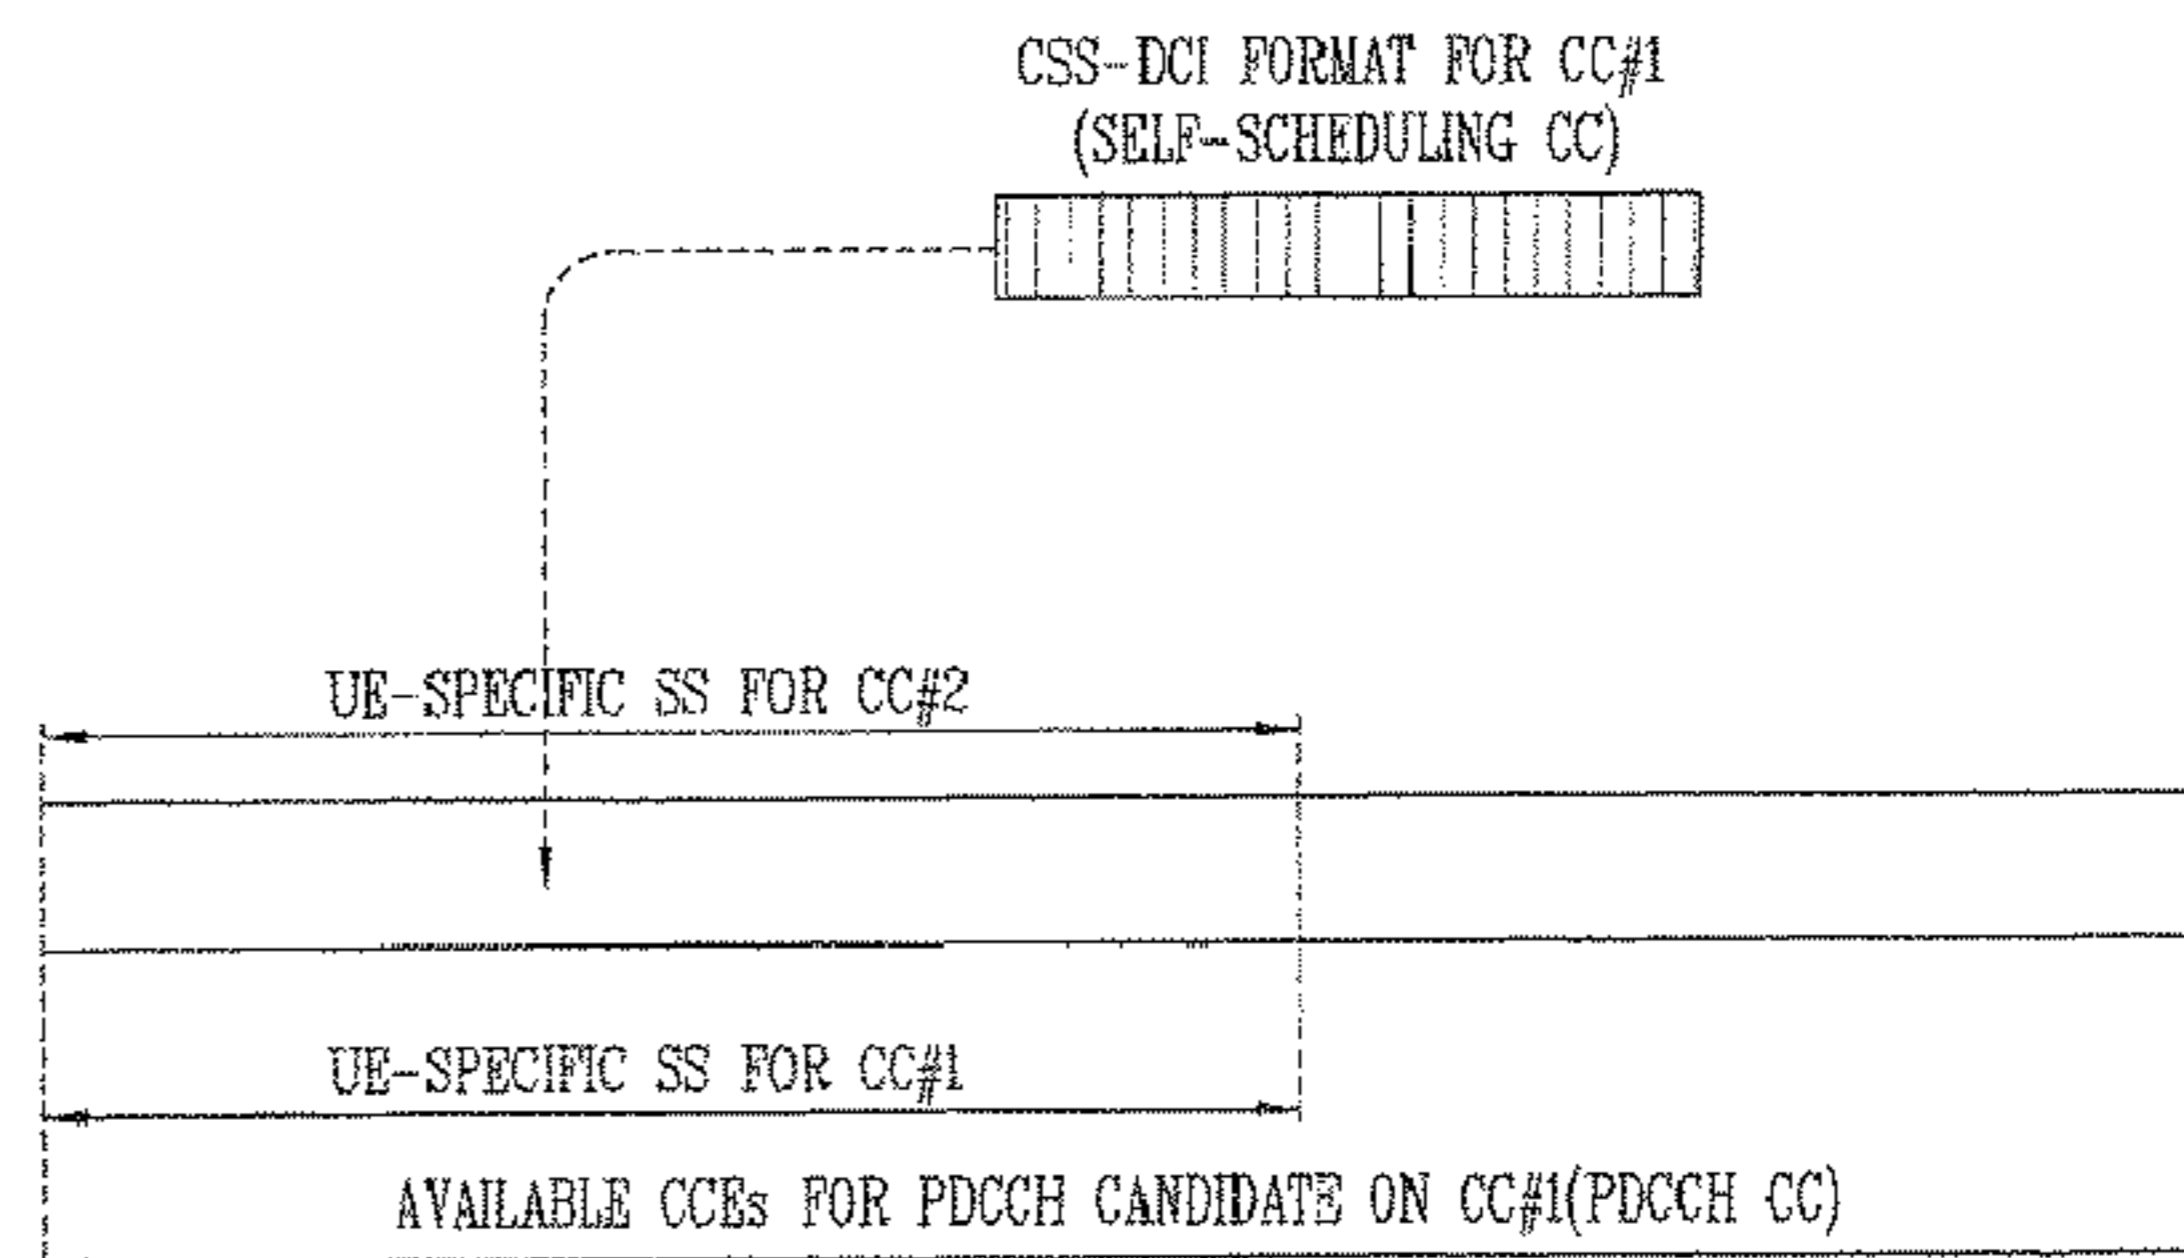 CSS-DCI FORMAT FOR CC#1
(SELF-SCHEDULING CC)
UE-SPECIFIC SS FOR CC#2
UE-SPECIFIC SS FOR CC#1
AVAILABLE CCEs FOR PDCCH CANDIDATE ON CC#1(PDCCH CC)